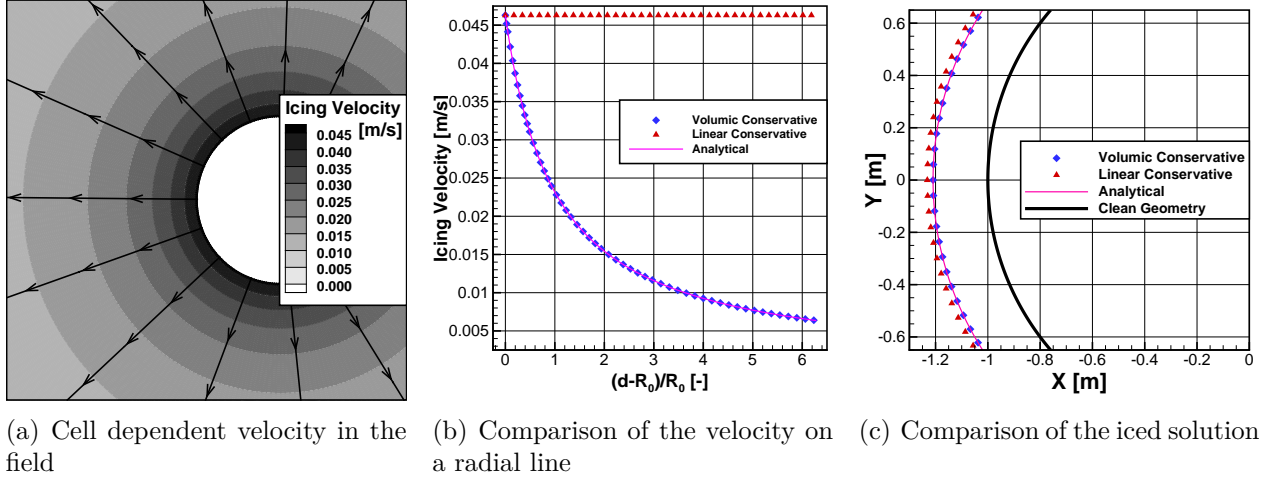 Icing Velocity
[m/s]
0.045
0.040
0.035
0.030
0.025
0.020
0.015
0.010
0.005
0.000
(a) Cell dependent velocity in the
field
Icing Velocity [m/s]
0.05
0.045
0.04
0.035
0.03
0.025
0.02
0.015
0.01
0.005
Volumic Conservative
Linear Conservative
Analytical
0 1 2 3 4 5 6
(d-R0)/R0 [-]
(b) Comparison of the velocity on
a radial line
Y [m]
0.6
0.4
0.2
0
-0.2
-0.4
-0.6
Volumic Conservative
Linear Conservative
Analytical
Clean Geometry
-1.2 -1 -0.8 -0.6 -0.4 -0.2 0
X [m]
(c) Comparison of the iced solution